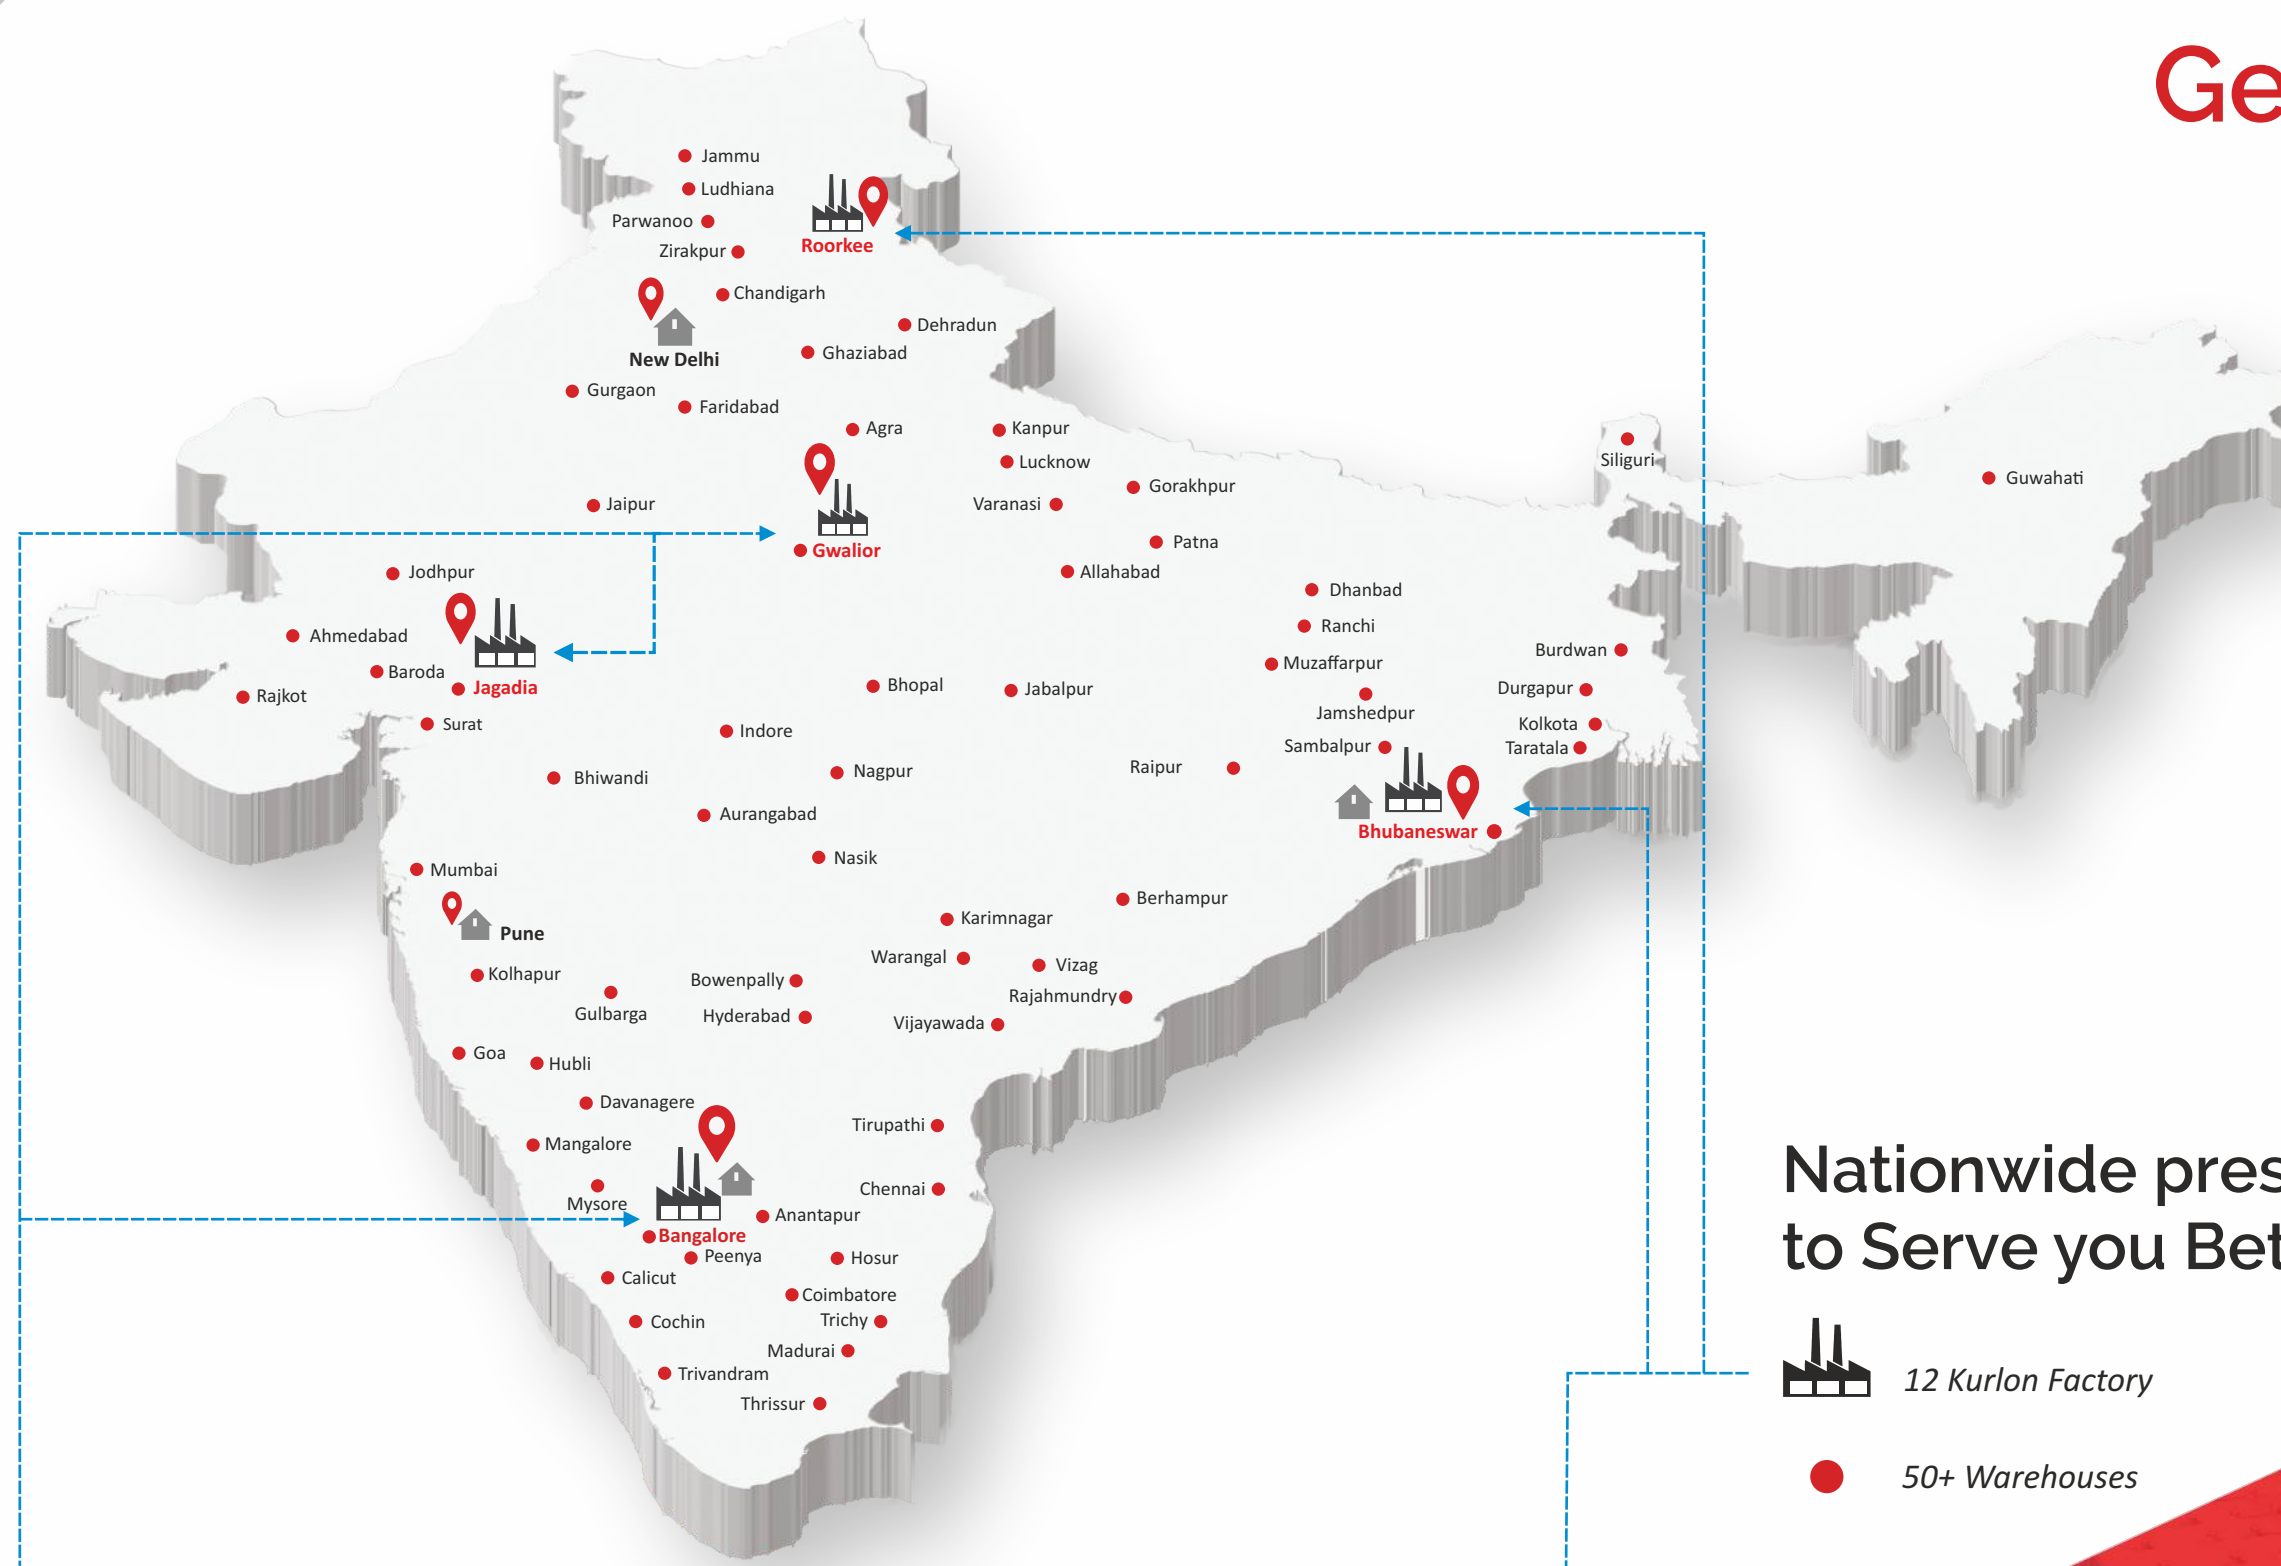 Ge
Jammu
Ludhiana
Parwanoo
Roorkee
Zirakpur
Chandigarh
Dehradun
Ghaziabad
New Delhi
Gurgaon
Faridabad
Agra
Kanpur
Lucknow
Siliguri
Guwahati
Gorakhpur
Varanasi
Jaipur
Patna
Gwalior
Allahabad
Jodhpur
Dhanbad
Ranchi
Ahmedabad
Burdwan
Muzaffarpur
Baroda
Jagadia
Bhopal
Jabalpur
Durgapur
Rajkot
Jamshedpur
Surat
Kolkota
Indore
Sambalpur
Taratala
Raipur
Nagpur
Bhiwandi
Aurangabad
Bhubaneswar
Nasik
Mumbai
Berhampur
Karimnagar
Pune
Warangal
Vizag
Kolhapur
Bowenpally
Rajahmundry
Gulbarga
Hyderabad
Vijayawada
Goa
Hubli
Davanagere
Tirupathi
Mangalore
Chennai
Mysore
Anantapur
Bangalore
Peenya
Hosur
Calicut
Coimbatore
Trichy
Cochin
Madurai
Trivandram
Thrissur
Nationwide pres
to Serve you Bet
12 Kurlon Factory
50+ Warehouses